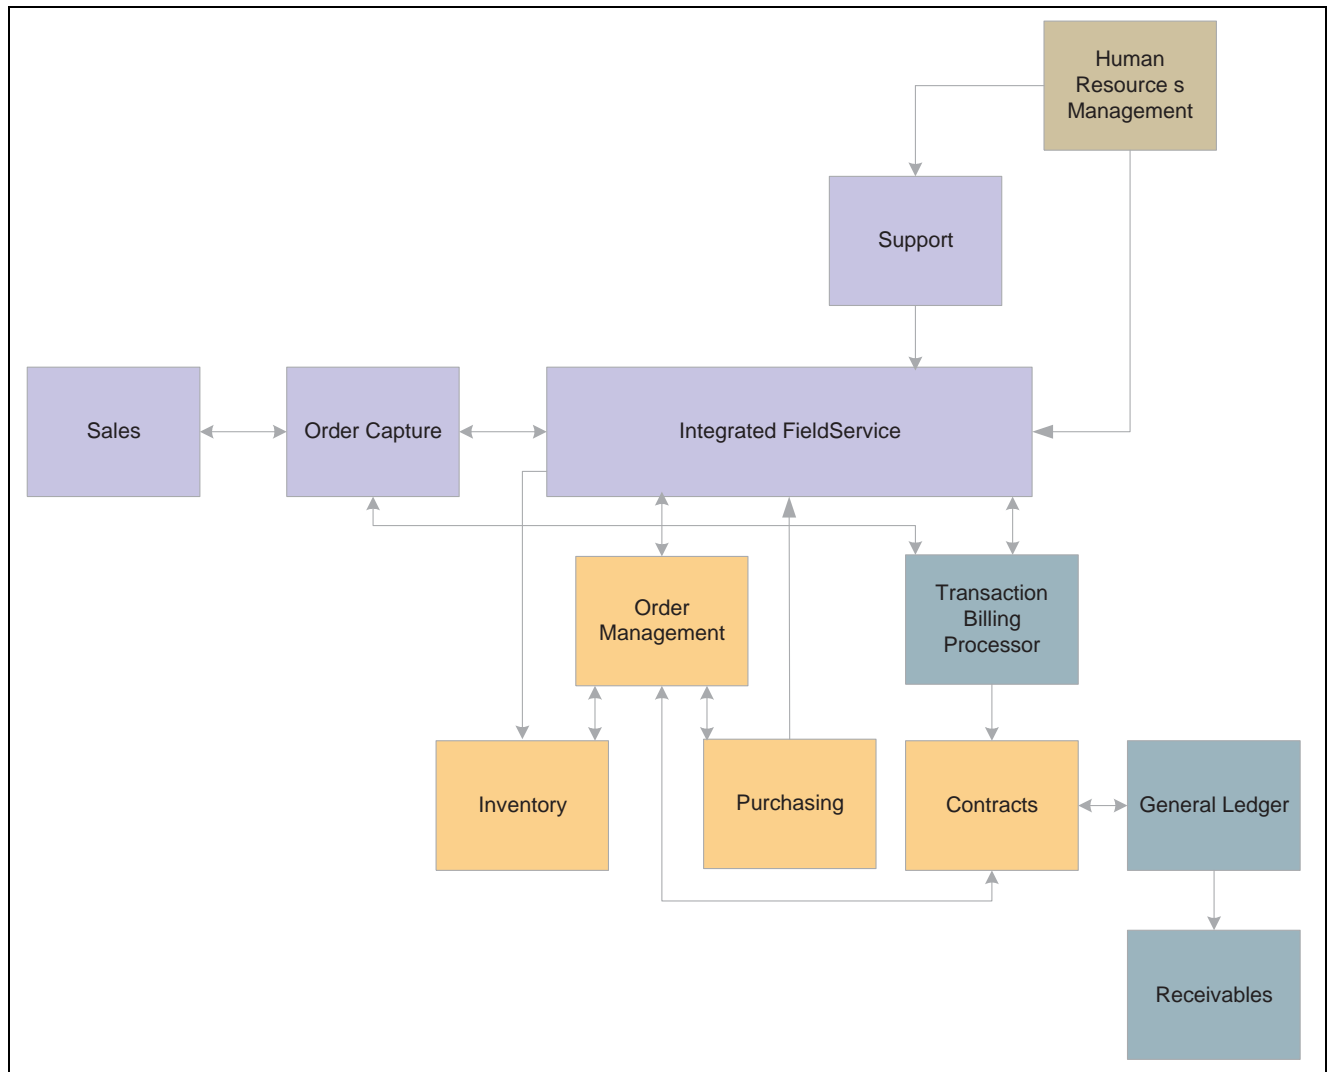 Human
Resource s
Management
Support
Sales
Order Capture
Integrated FieldService
Order
Management
Transaction
Billing
Processor
Inventory
Purchasing
Contracts
General Ledger
Receivables